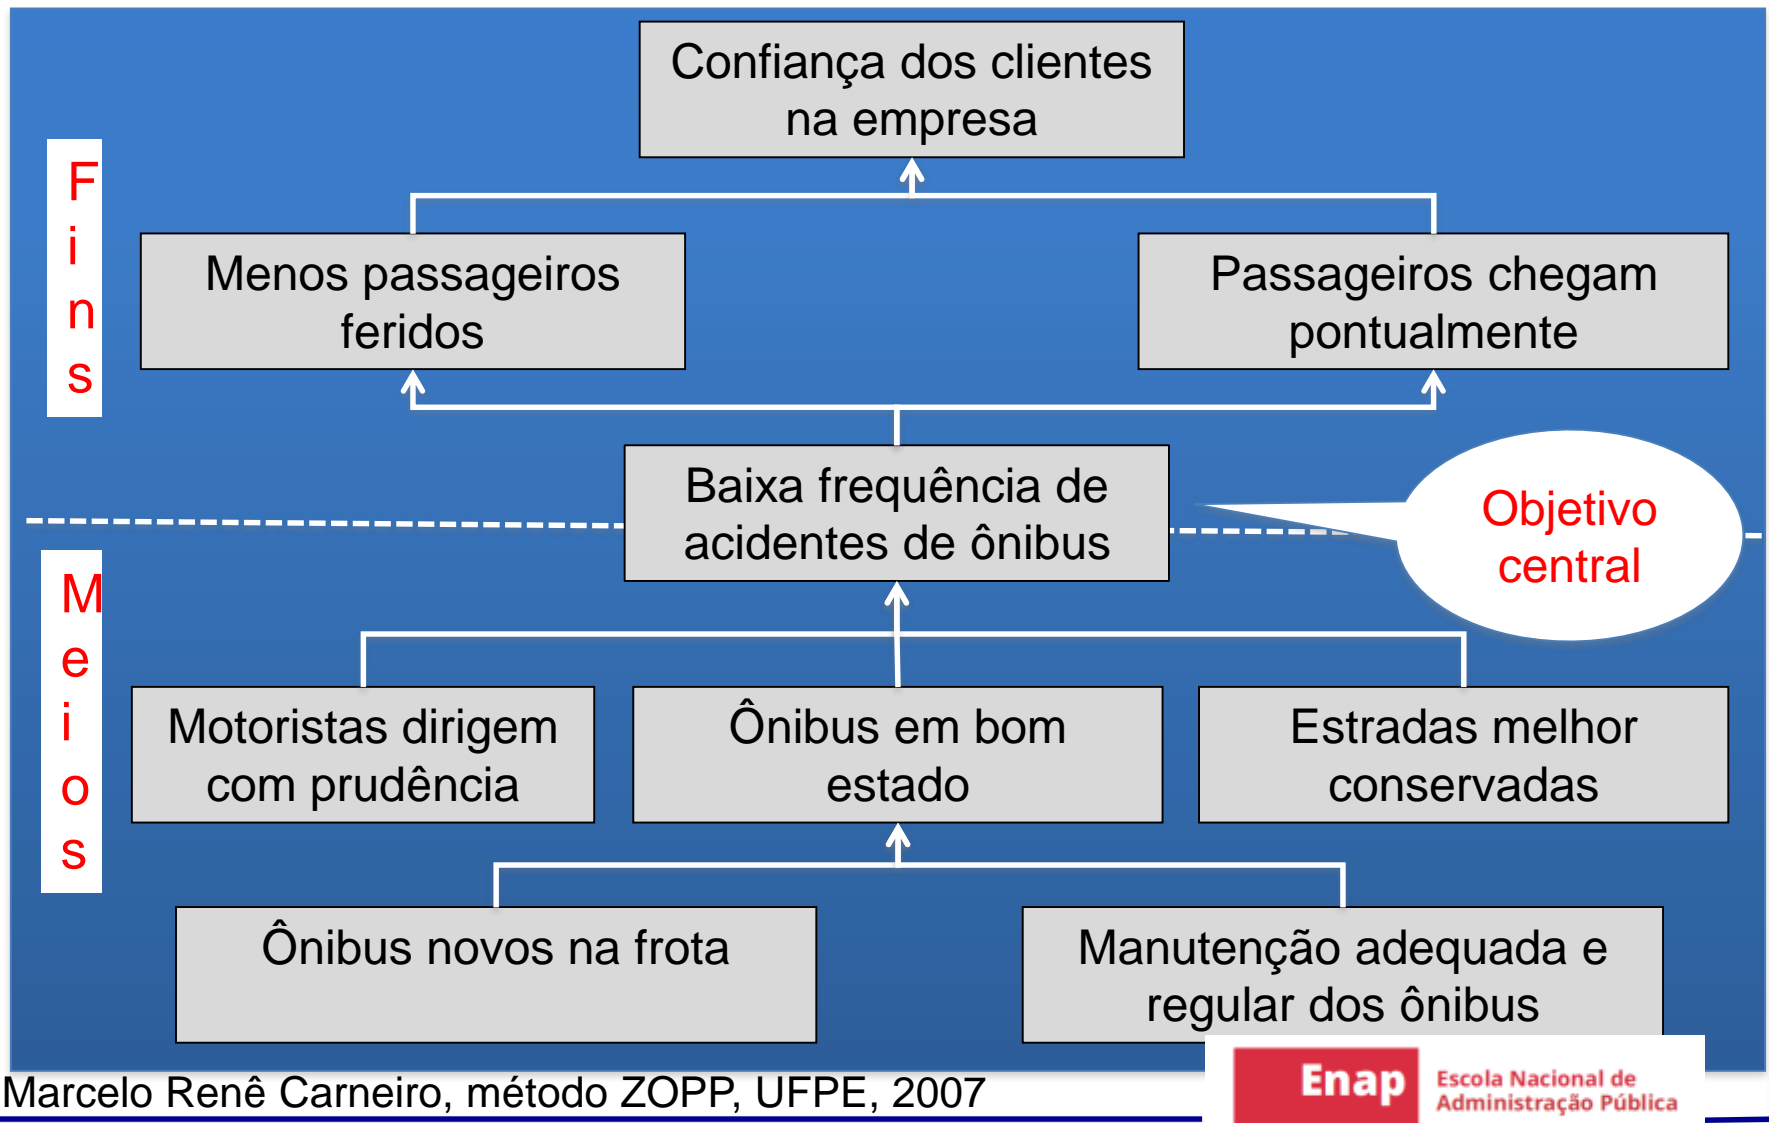 Confiança dos clientes
na empresa
Fins
Menos passageiros
feridos
Passageiros chegam
pontualmente
Baixa frequência de
acidentes de ônibus
Objetivo
central
Meios
Motoristas dirigem
com prudência
Ônibus em bom
estado
Estradas melhor
conservadas
Ônibus novos na frota
Manutenção adequada e
regular dos ônibus
Marcelo Renê Carneiro, método ZOPP, UFPE, 2007
Enap
Escola Nacional de
Administração Pública